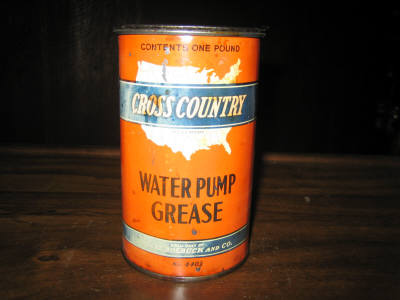 CONTENTS ONE POUND
CROSS COUNTRY
WATER PUMP
GREASE
ROEBUCK AND CO.